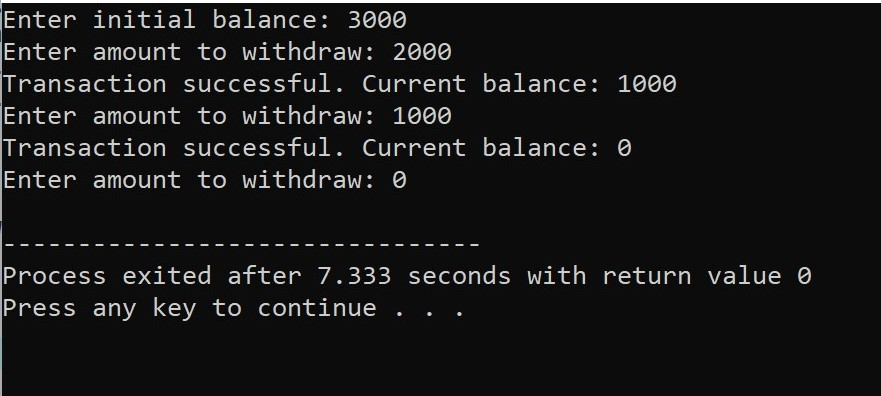 Enter initial balance: 3000
Enter amount to withdraw: 2000
Transaction successful. Current balance: 1000
Enter amount to withdraw: 1000
Transaction successful. Current balance: 0
Enter amount to withdraw: 0
--------------------------------
Process exited after 7.333 seconds with return value 0
Press any key to continue . . .